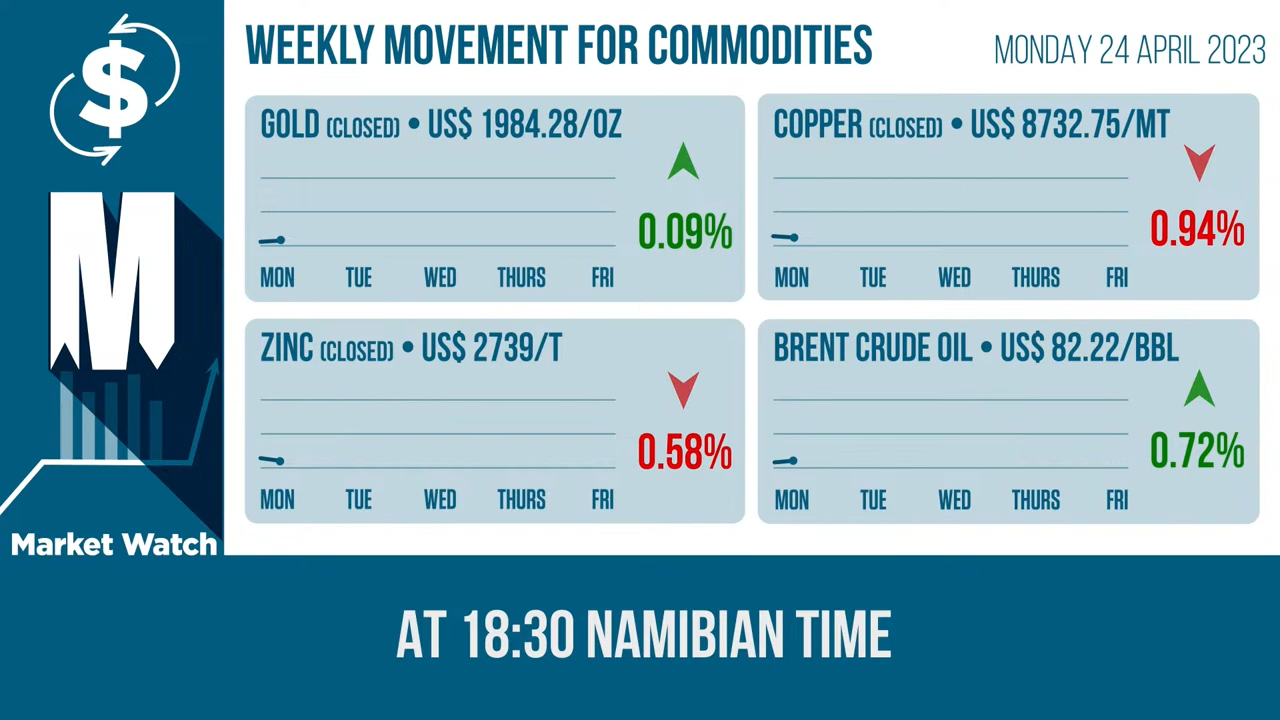 $
WEEKLY MOVEMENT FOR COMMODITIES
MONDAY 24 APRIL 2023
GOLD (CLOSED) • US$ 1984.28/OZ
0.09%
MON TUE WED THURS FRI
COPPER (CLOSED) • US$ 8732.75/MT
0.94%
MON TUE WED THURS FRI
ZINC (CLOSED) • US$ 2739/T
0.58%
MON TUE WED THURS FRI
BRENT CRUDE OIL • US$ 82.22/BBL
0.72%
MON TUE WED THURS FRI
M
Market Watch
AT 18:30 NAMIBIAN TIME